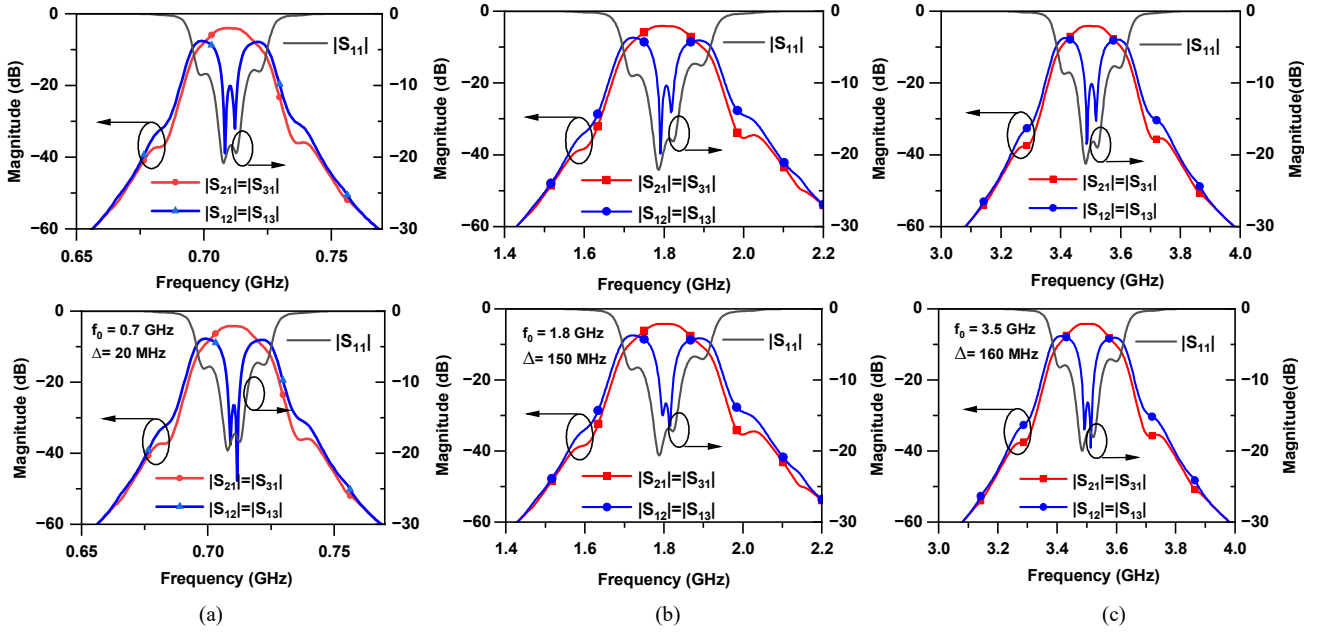 0
−20
−40
−60
0
−10
−20
−30
Magnitude (dB)
|S11|
|S21|=|S31|
|S12|=|S13|
0.65
0.70
0.75
Frequency (GHz)
0
−20
−40
−60
0
−10
−20
−30
Magnitude (dB)
Magnitude (dB)
|S11|
|S21|=|S31|
|S12|=|S13|
1.4
1.6
1.8
2.0
2.2
Frequency (GHz)
0
−20
−40
−60
0
−10
−20
−30
Magnitude (dB)
Magnitude(dB)
|S11|
|S21|=|S31|
|S12|=|S13|
3.0
3.2
3.4
3.6
3.8
4.0
Frequency (GHz)
0
−20
−40
−60
0
−10
−20
−30
Magnitude (dB)
f0 = 0.7 GHz
Δ= 20 MHz
|S11|
|S21|=|S31|
|S12|=|S13|
0.65
0.70
0.75
Frequency (GHz)
0
−20
−40
−60
0
−10
−20
−30
Magnitude (dB)
Magnitude (dB)
f0 = 1.8 GHz
Δ= 150 MHz
|S11|
|S21|=|S31|
|S12|=|S13|
1.4
1.6
1.8
2.0
2.2
Frequency (GHz)
0
−20
−40
−60
0
−10
−20
−30
Magnitude (dB)
Magnitude(dB)
f0 = 3.5 GHz
Δ= 160 MHz
|S11|
|S21|=|S31|
|S12|=|S13|
3.0
3.2
3.4
3.6
3.8
4.0
Frequency (GHz)
(a)
(b)
(c)